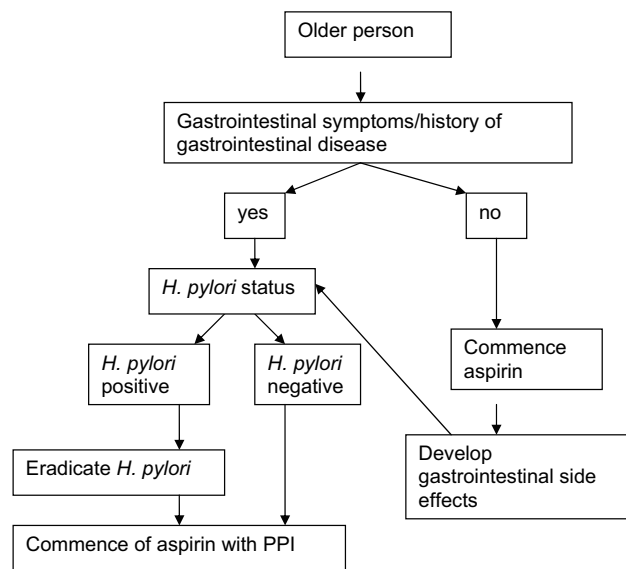 Older person
Gastrointestinal symptoms/history of
gastrointestinal disease
yes
no
H. pylori status
H. pylori
positive
H. pylori
negative
Commence
aspirin
Eradicate H. pylori
Develop
gastrointestinal side
effects
Commence of aspirin with PPI